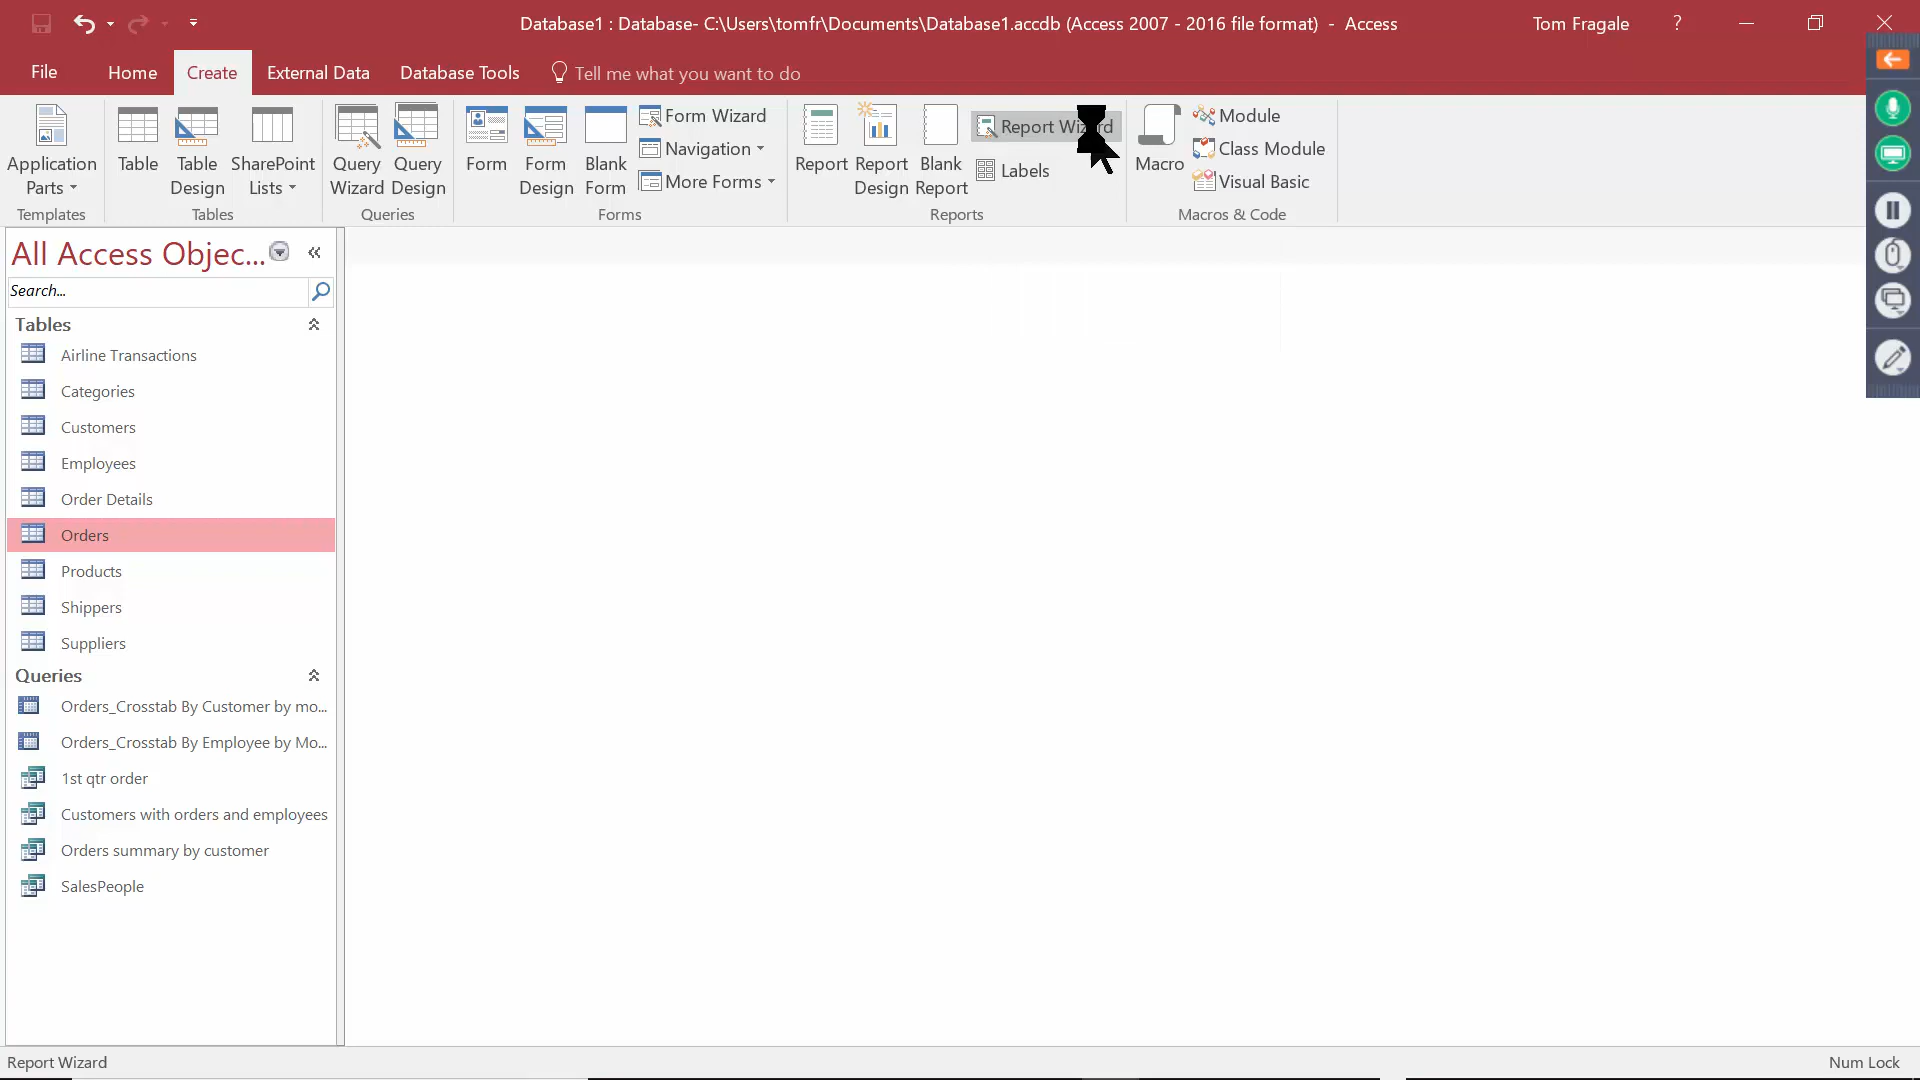 Database1 : Database- C:\Users\tomfr\Documents\Database1.accdb (Access 2007 - 2016 file format) - Access
Tom Fragale
?
File
Home
Create
External Data
Database Tools
Tell me what you want to do
Application Parts
Table
Table Design
SharePoint Lists
Query Wizard
Query Design
Form
Form Design
Blank Form
Form Wizard
Navigation
More Forms
Report
Report Design
Blank Report
Report Wizard
Labels
Macro
Module
Class Module
Visual Basic
Templates
Tables
Queries
Forms
Reports
Macros & Code
All Access Objec...
Search...
Tables
Airline Transactions
Categories
Customers
Employees
Order Details
Orders
Products
Shippers
Suppliers
Queries
Orders_Crosstab By Customer by mo...
Orders_Crosstab By Employee by Mo...
1st qtr order
Customers with orders and employees
Orders summary by customer
SalesPeople
Report Wizard
Num Lock